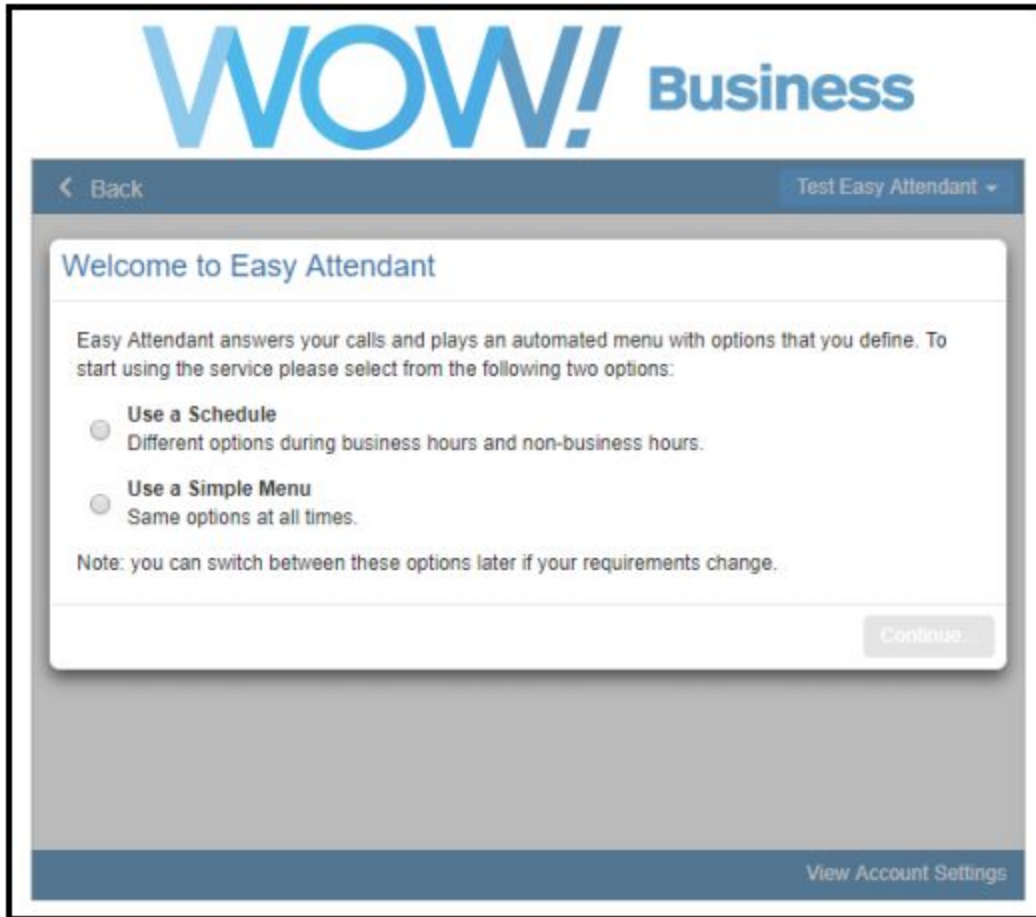 WOW! Business
Back
Test Easy Attendant
Welcome to Easy Attendant
Easy Attendant answers your calls and plays an automated menu with options that you define. To
start using the service please select from the following two options:
Use a Schedule
Different options during business hours and non-business hours.
Use a Simple Menu
Same options at all times.
Note: you can switch between these options later if your requirements change.
Continue...
View Account Settings